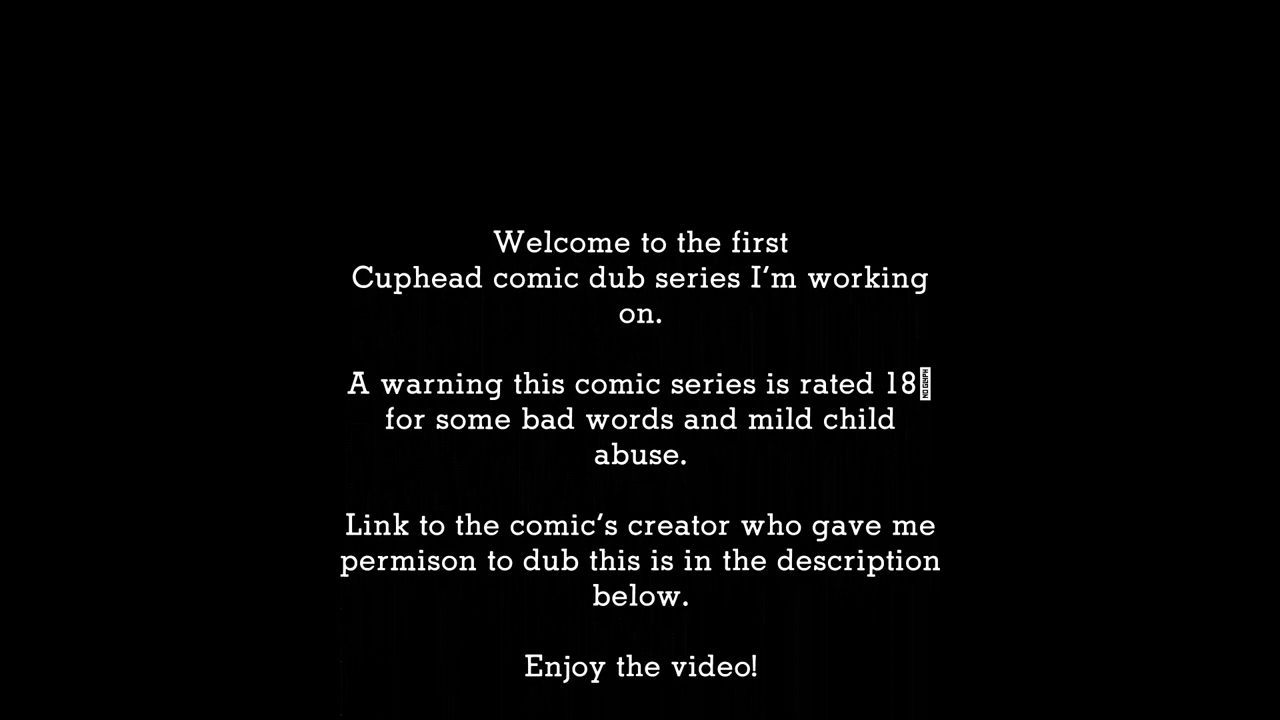 Welcome to the first
Cuphead comic dub series I’m working
on.
A warning this comic series is rated 18
for some bad words and mild child
abuse.
Link to the comic’s creator who gave me
permison to dub this is in the description
below.
Enjoy the video!